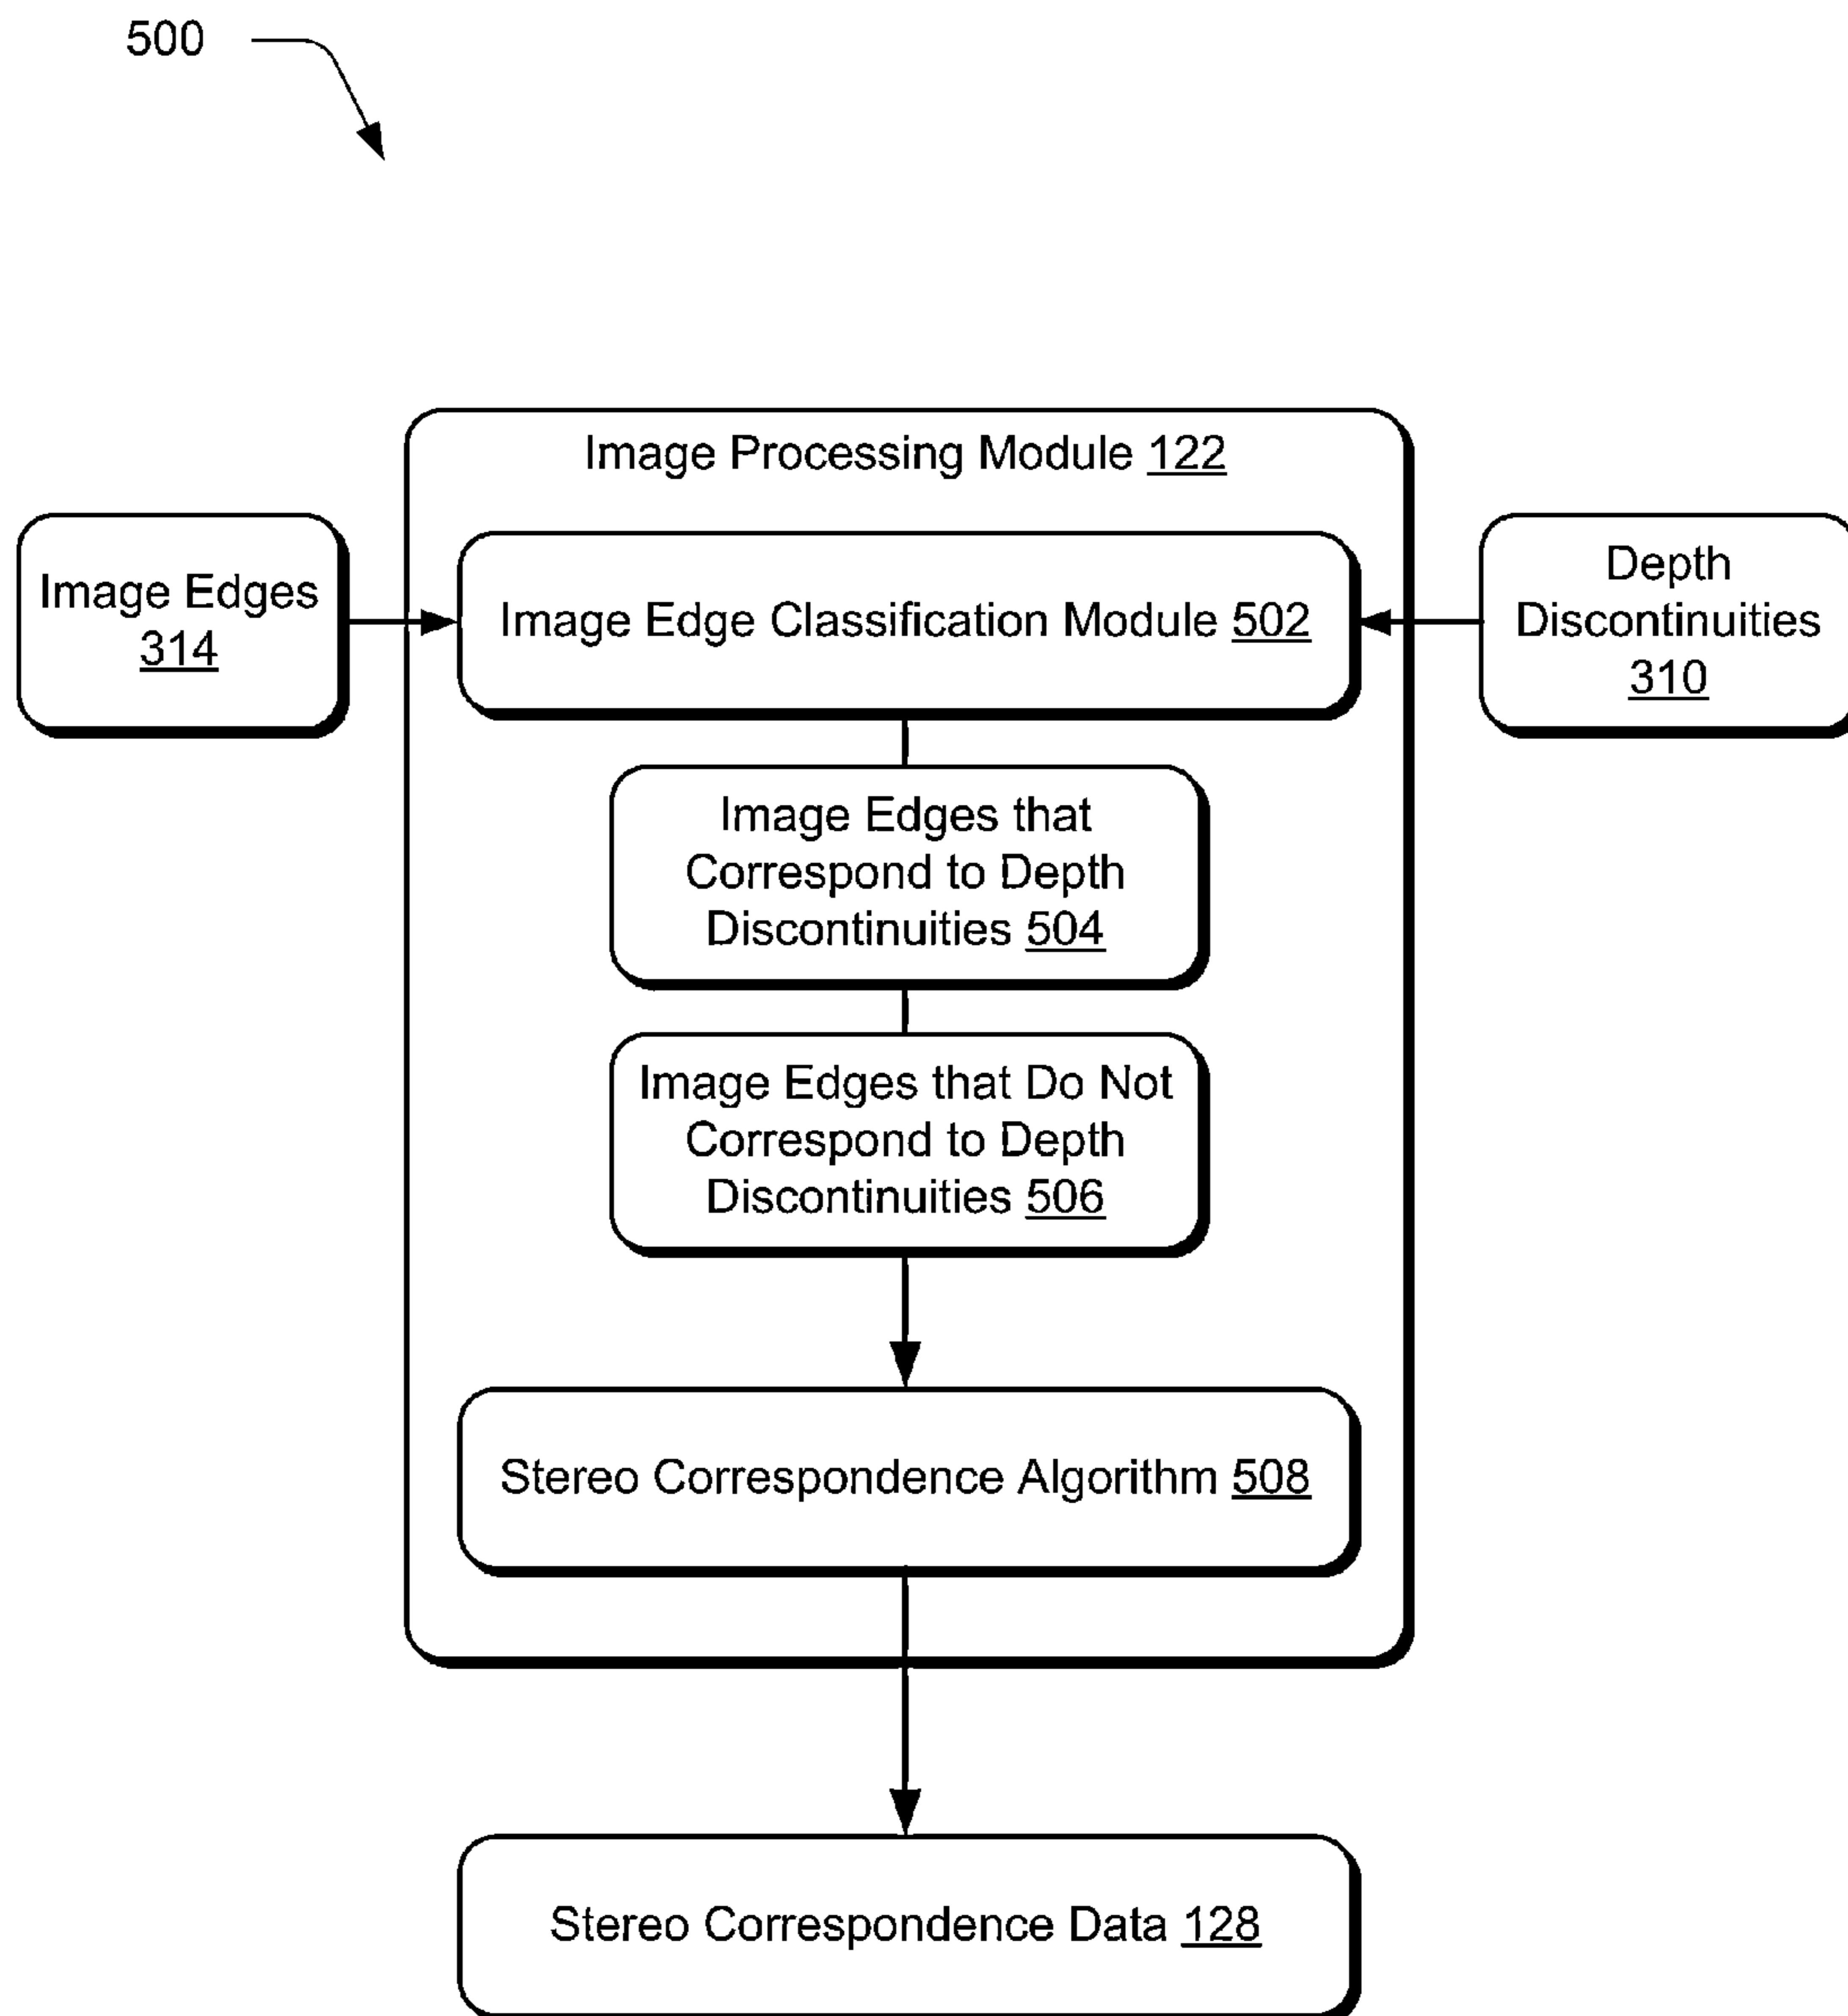 500
Image Processing Module 122
Image Edges
314
Image Edge Classification Module 502
Depth
Discontinuities
310
Image Edges that
Correspond to Depth
Discontinuities 504
Image Edges that Do Not
Correspond to Depth
Discontinuities 506
Stereo Correspondence Algorithm 508
Stereo Correspondence Data 128